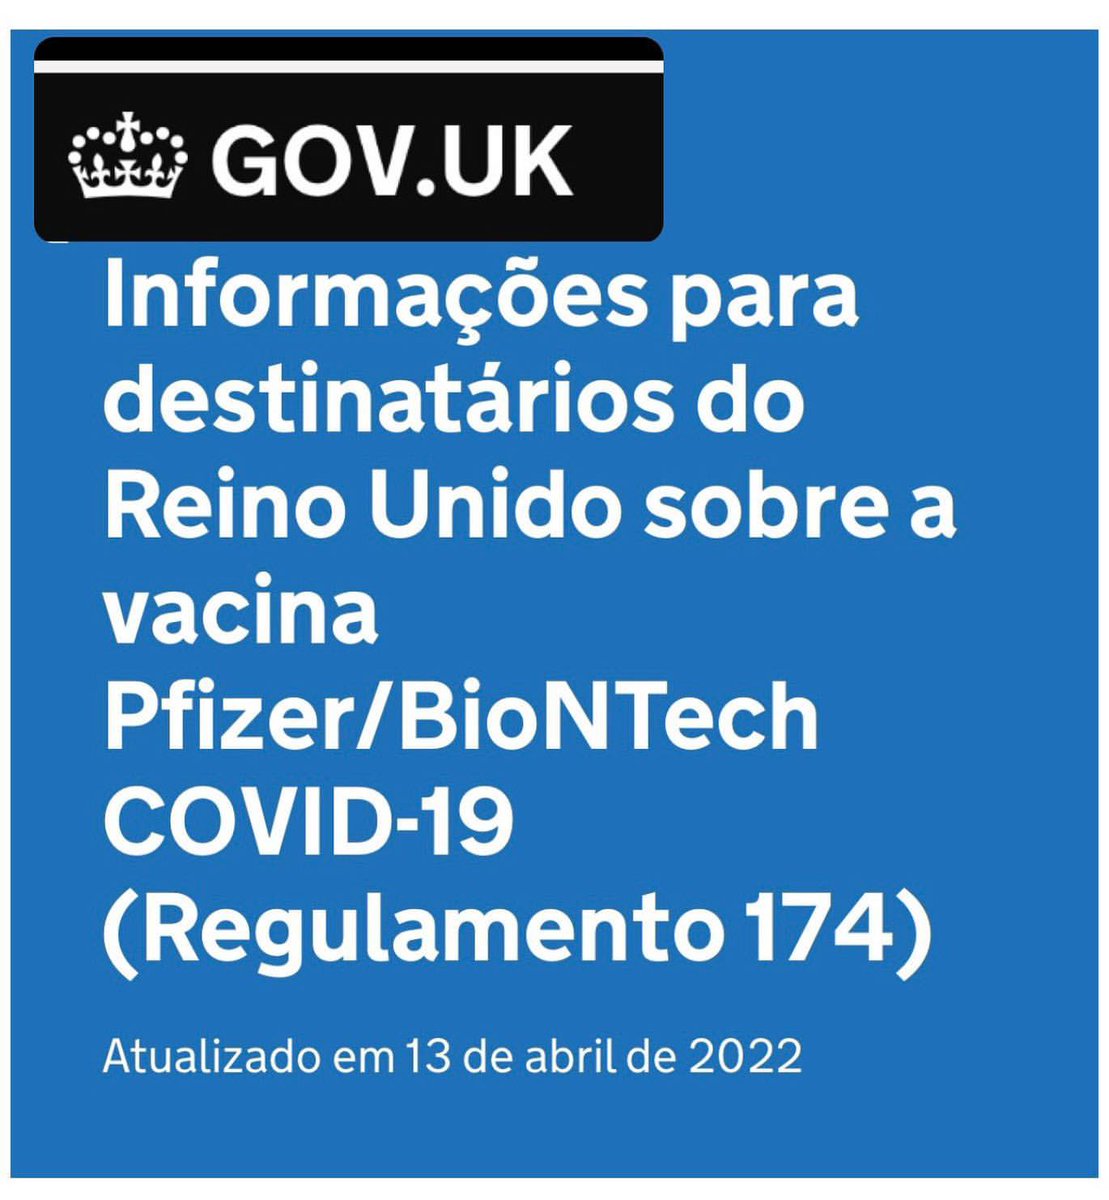 GOV.UK
Informações para
destinatários do
Reino Unido sobre a
vacina
Pfizer/BioNTech
COVID-19
(Regulamento 174)
Atualizado em 13 de abril de 2022